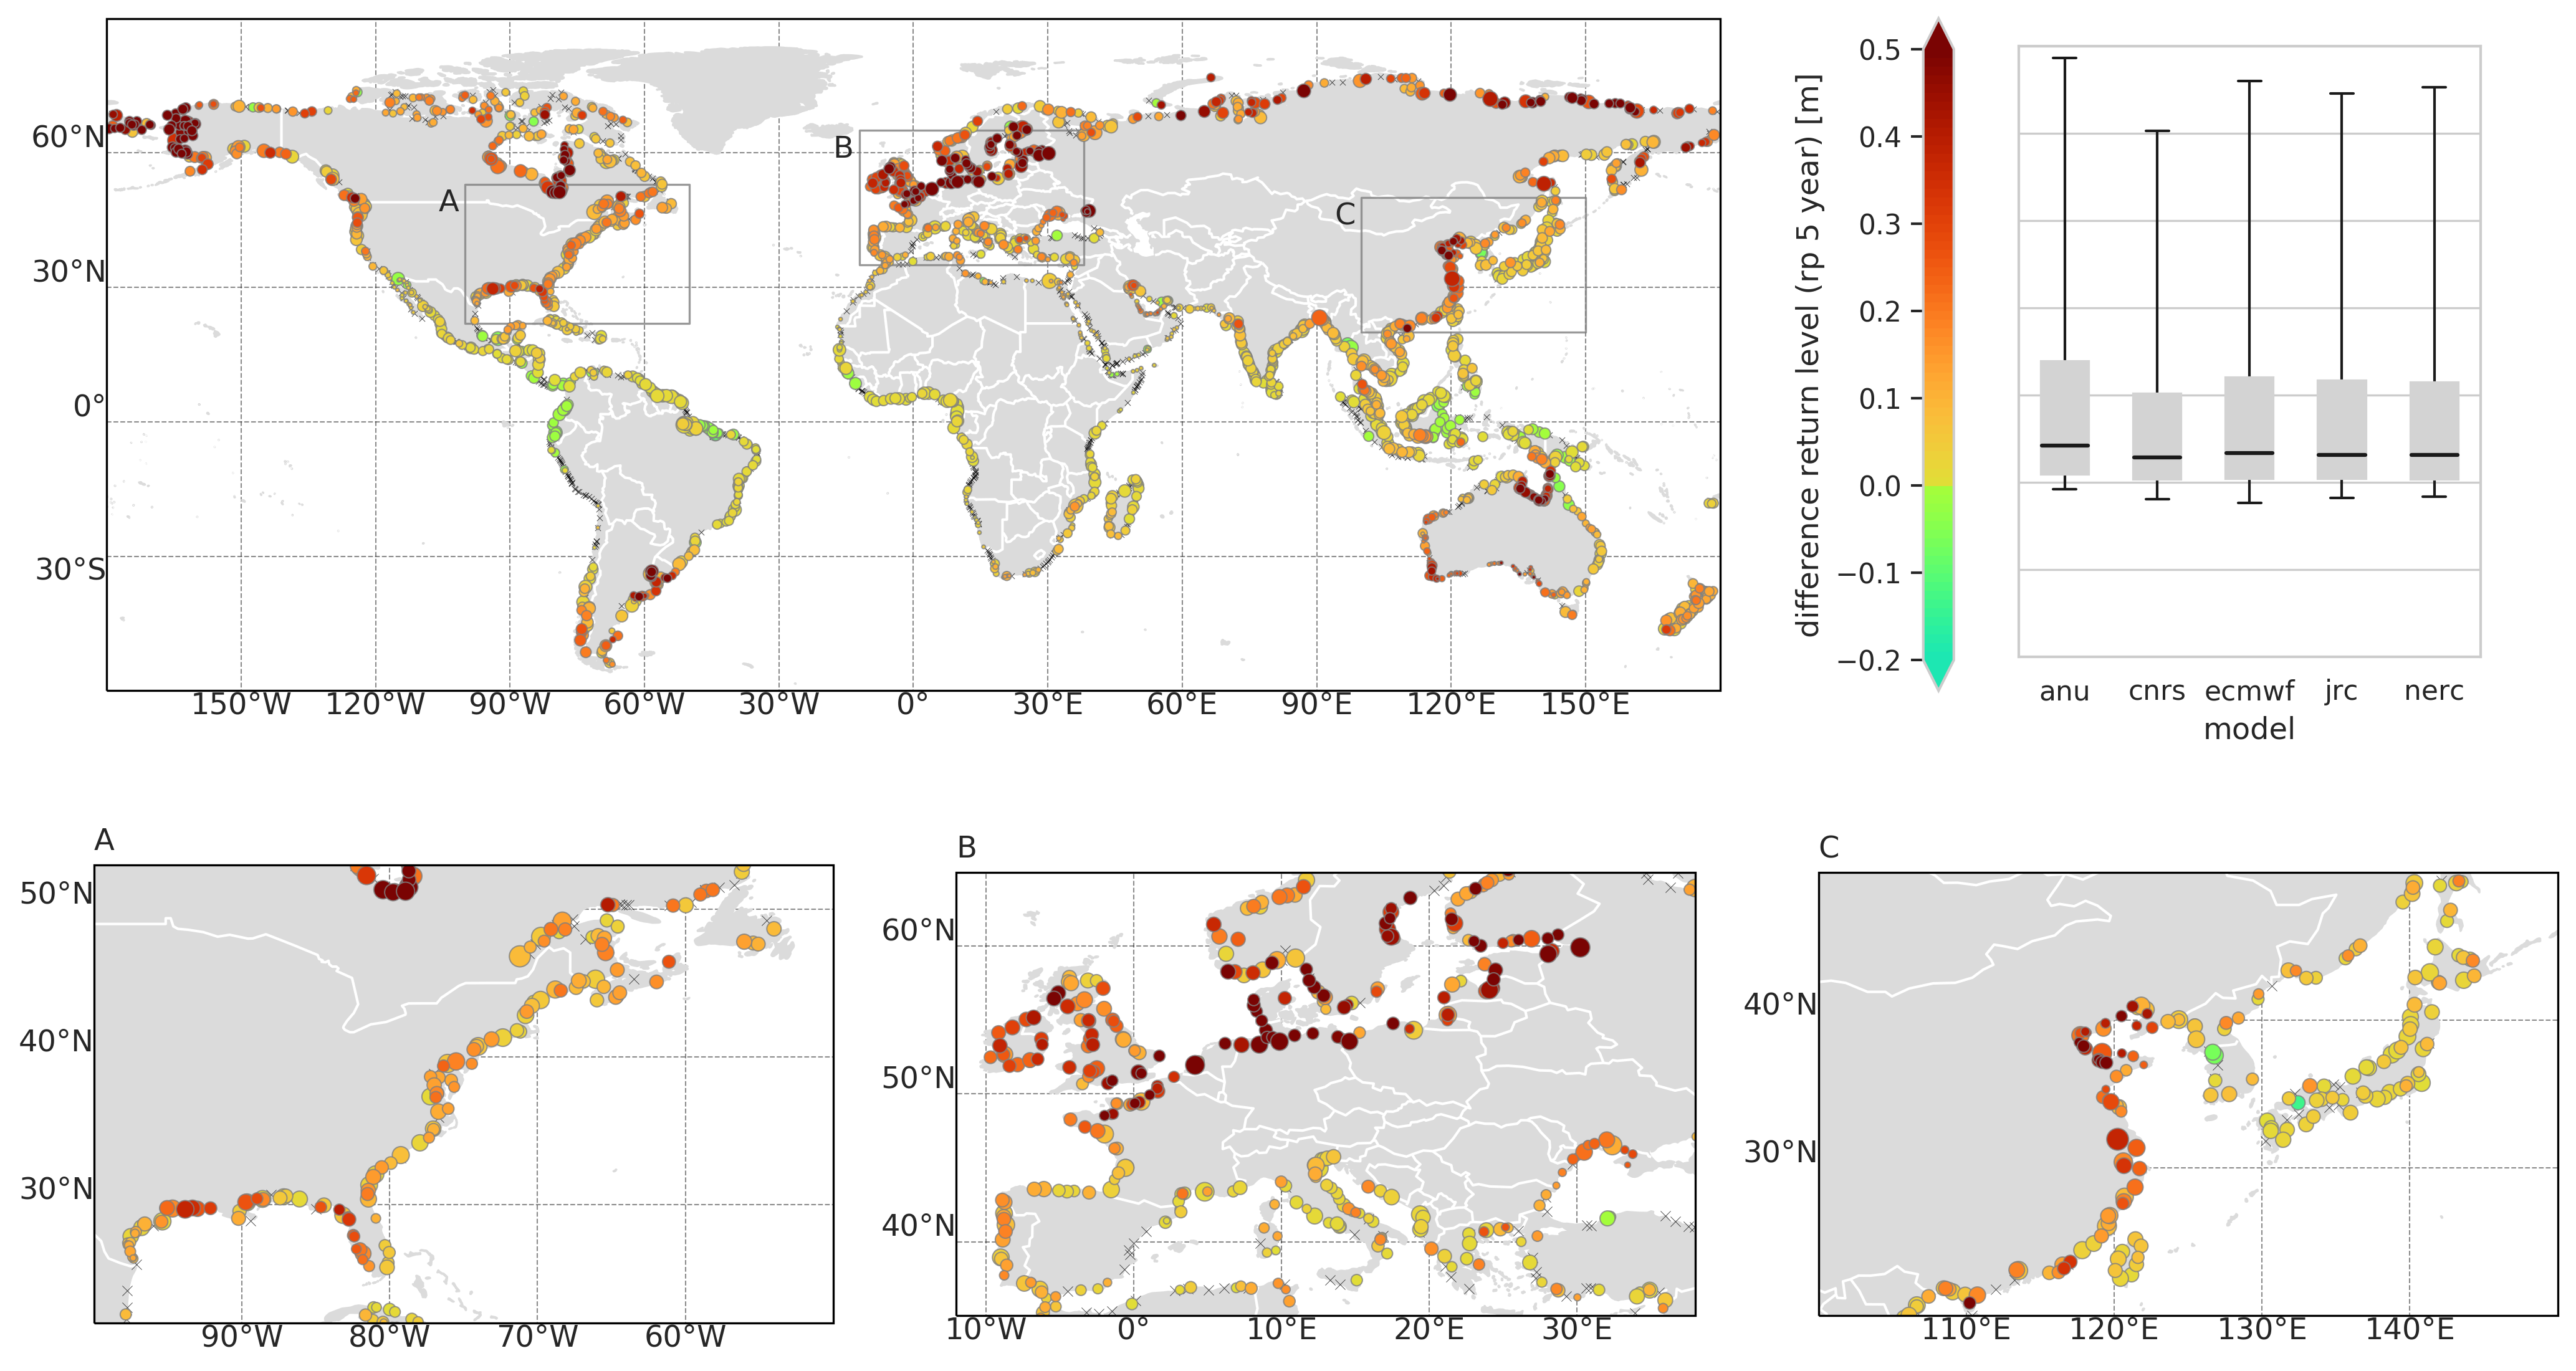 60°N
30°N
0°
30°S
150°W 120°W 90°W 60°W 30°W 0° 30°E 60°E 90°E 120°E 150°E
A
B
C
difference return level (rp 5 year) [m]
0.5
0.4
0.3
0.2
0.1
0.0
−0.1
−0.2
anu cnrs ecmwf jrc nerc
model
A
50°N
40°N
30°N
90°W 80°W 70°W 60°W
B
60°N
50°N
40°N
10°W 0° 10°E 20°E 30°E
C
40°N
30°N
110°E 120°E 130°E 140°E